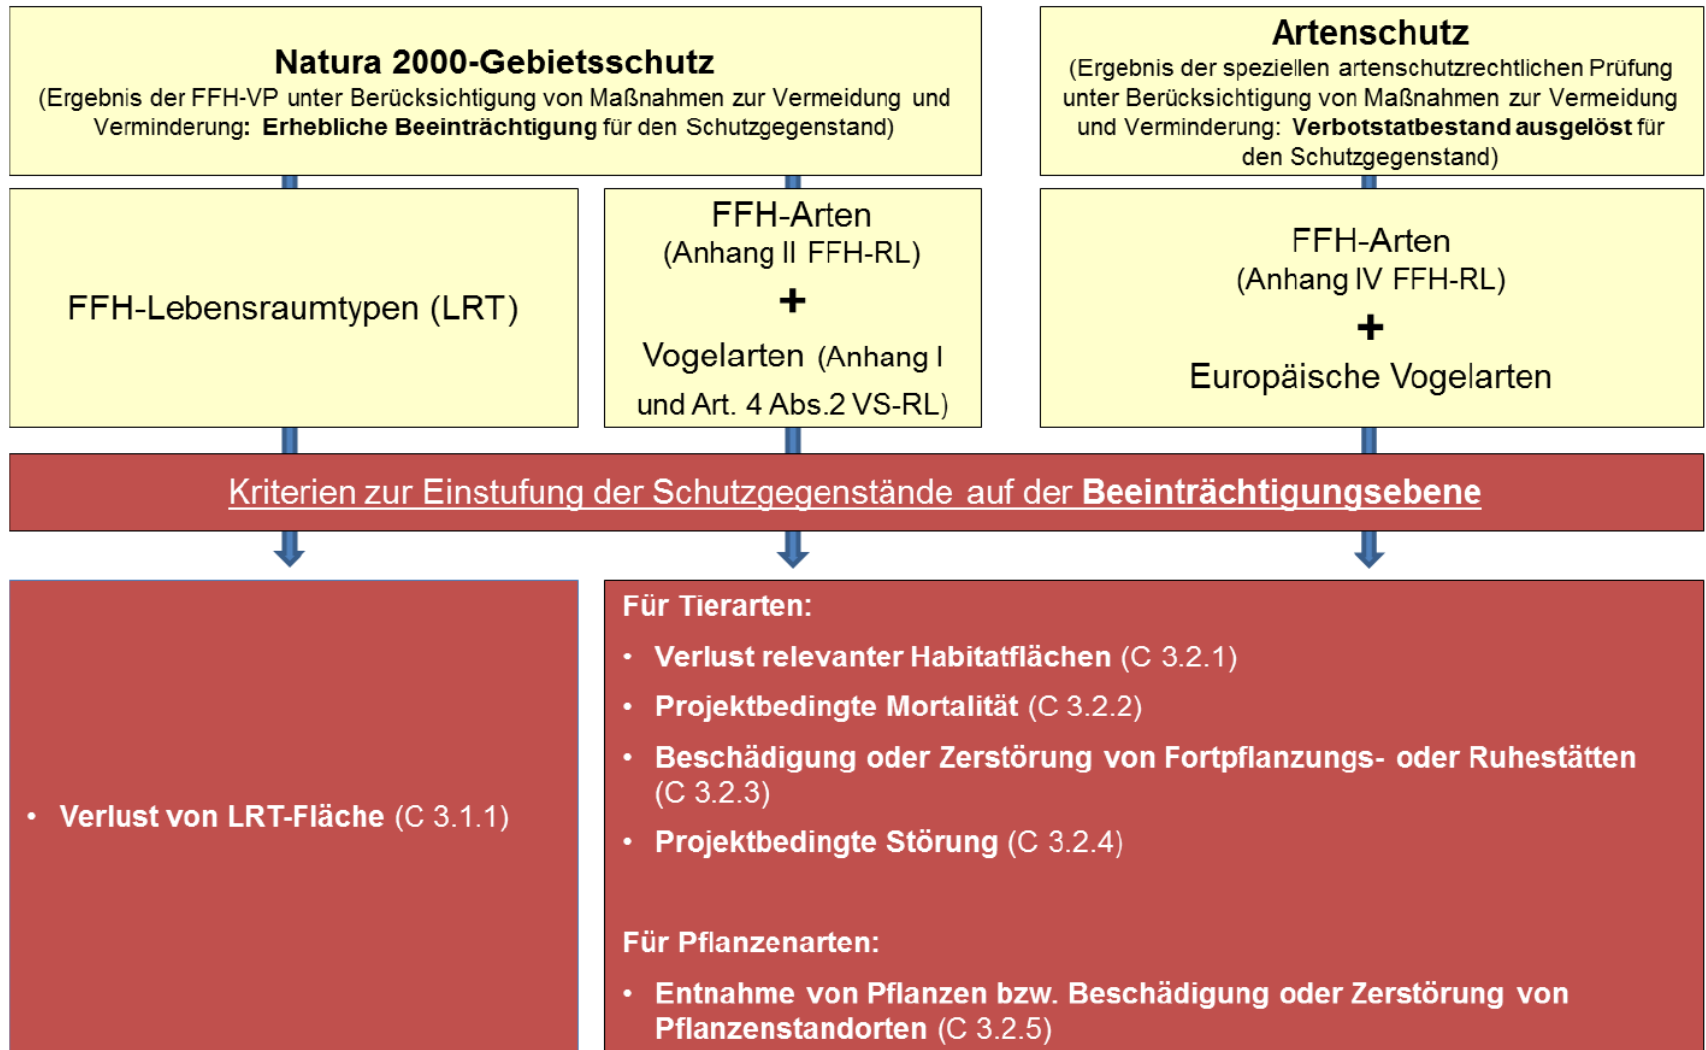 Natura 2000-Gebietsschutz
(Ergebnis der FFH-VP unter Berücksichtigung von Maßnahmen zur Vermeidung und
Verminderung: Erhebliche Beeinträchtigung für den Schutzgegenstand)
Artenschutz
(Ergebnis der speziellen artenschutzrechtlichen Prüfung
unter Berücksichtigung von Maßnahmen zur Vermeidung
und Verminderung: Verbotstatbestand ausgelöst für
den Schutzgegenstand)
FFH-Lebensraumtypen (LRT)
FFH-Arten
(Anhang II FFH-RL)
+
Vogelarten (Anhang I
und Art. 4 Abs.2 VS-RL)
FFH-Arten
(Anhang IV FFH-RL)
+
Europäische Vogelarten
Kriterien zur Einstufung der Schutzgegenstände auf der Beeinträchtigungsebene
• Verlust von LRT-Fläche (C 3.1.1)
Für Tierarten:
• Verlust relevanter Habitatflächen (C 3.2.1)
• Projektbedingte Mortalität (C 3.2.2)
• Beschädigung oder Zerstörung von Fortpflanzungs- oder Ruhestätten
(C 3.2.3)
• Projektbedingte Störung (C 3.2.4)
Für Pflanzenarten:
• Entnahme von Pflanzen bzw. Beschädigung oder Zerstörung von
Pflanzenstandorten (C 3.2.5)